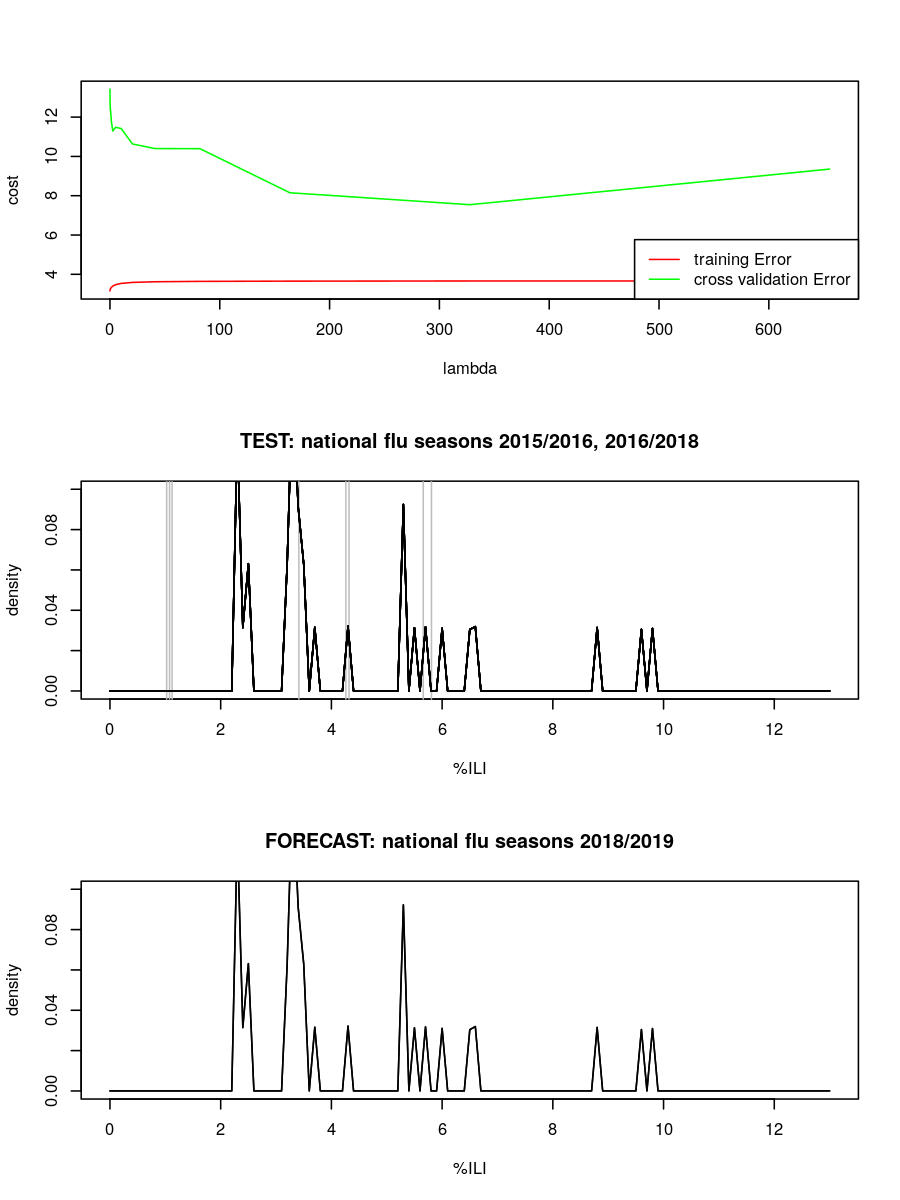 12
10
8
6
4
cost
training Error
cross validation Error
0 100 200 300 400 500 600
lambda
TEST: national flu seasons 2015/2016, 2016/2018
0.08
0.04
0.00
density
0 2 4 6 8 10 12
%ILI
FORECAST: national flu seasons 2018/2019
0.08
0.04
0.00
density
0 2 4 6 8 10 12
%ILI